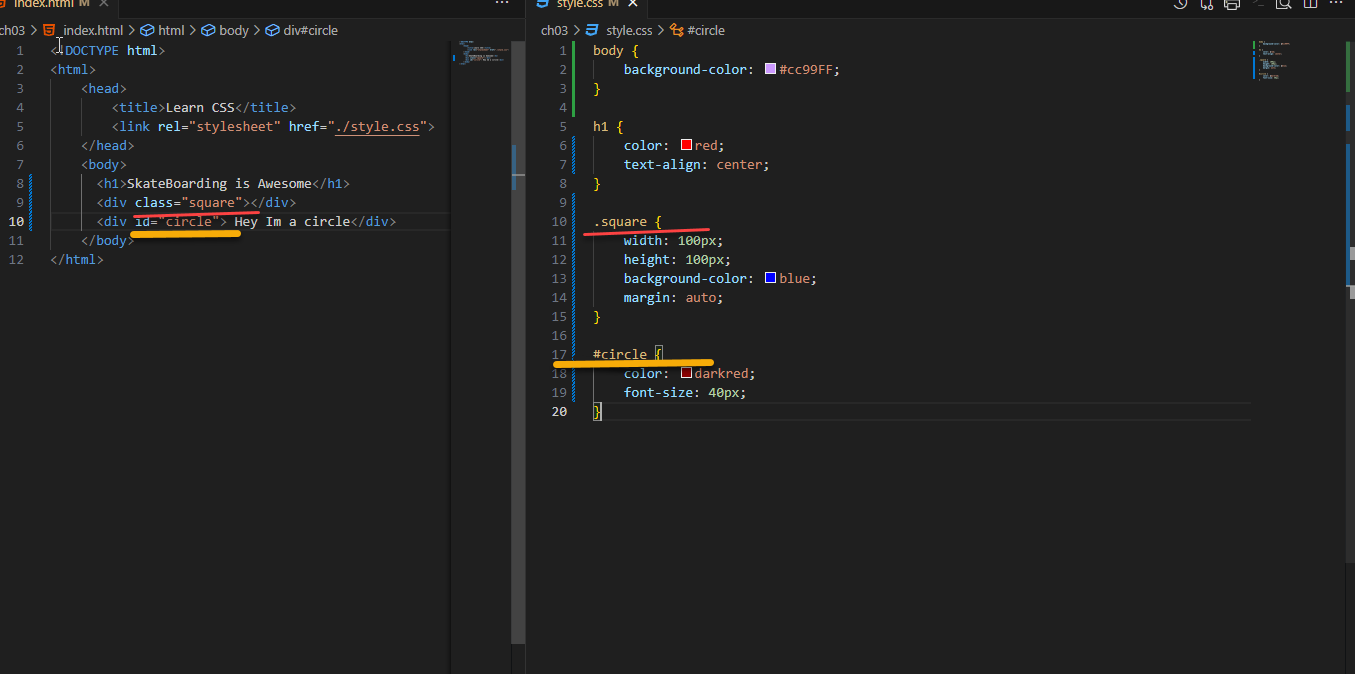 index.html M
ch03 > index.html > html > body > div#circle
1 <!DOCTYPE html>
2 <html>
3 <head>
4 <title>Learn CSS</title>
5 <link rel="stylesheet" href="./style.css">
6 </head>
7 <body>
8 <h1>SkateBoarding is Awesome</h1>
9 <div class="square"></div>
10 <div id="circle"> Hey Im a circle</div>
11 </body>
12 </html>
style.css M
ch03 > style.css > #circle
1 body {
2 background-color: #cc99FF;
3 }
4
5 h1 {
6 color: red;
7 text-align: center;
8 }
9
10 .square {
11 width: 100px;
12 height: 100px;
13 background-color: blue;
14 margin: auto;
15 }
16
17 #circle {
18 color: darkred;
19 font-size: 40px;
20 }